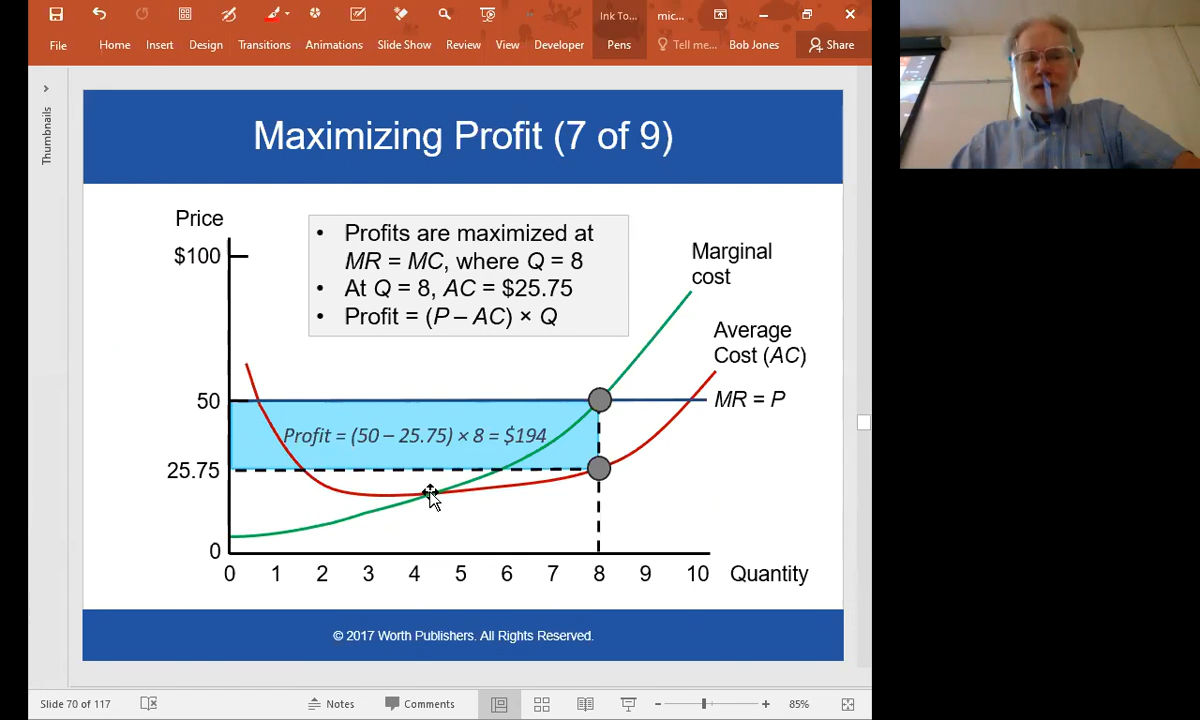 Ink To... mic...
File Home Insert Design Transitions Animations Slide Show Review View Developer Pens Tell me... Bob Jones Share
Thumbnails
Maximizing Profit (7 of 9)
Price
$100
• Profits are maximized at
MR = MC, where Q = 8
• At Q = 8, AC = $25.75
• Profit = (P – AC) × Q
Marginal
cost
Average
Cost (AC)
50
MR = P
Profit = (50 – 25.75) × 8 = $194
25.75
0
0 1 2 3 4 5 6 7 8 9 10 Quantity
© 2017 Worth Publishers. All Rights Reserved.
Slide 70 of 117 Notes Comments 85%